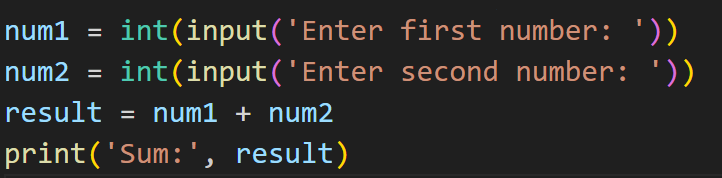 num1 = int(input('Enter first number: '))
num2 = int(input('Enter second number: '))
result = num1 + num2
print('Sum:', result)